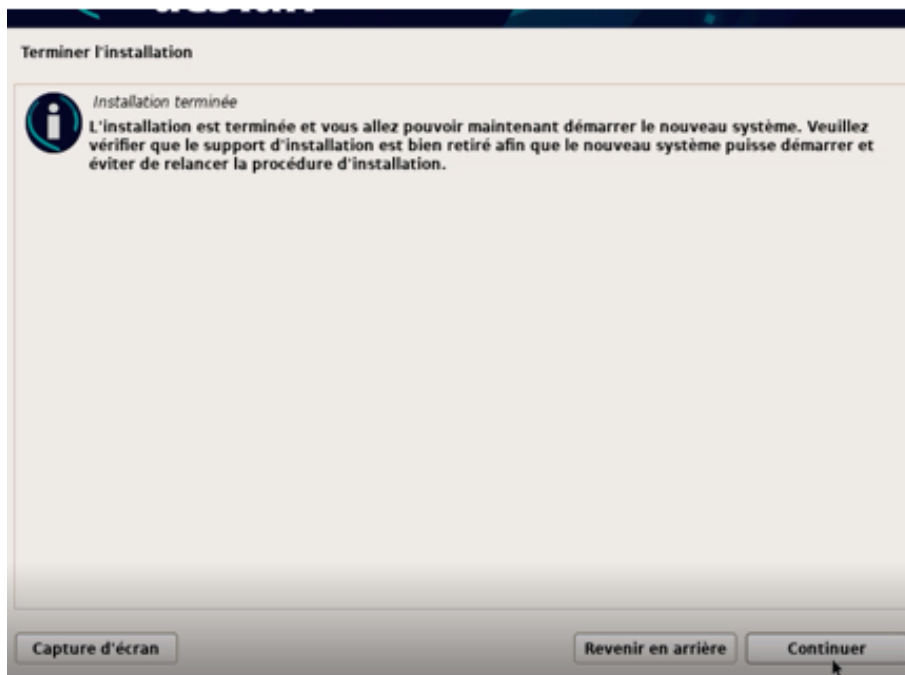 Terminer l'installation
Installation terminée
L'installation est terminée et vous allez pouvoir maintenant démarrer le nouveau système. Veuillez
vérifier que le support d'installation est bien retiré afin que le nouveau système puisse démarrer et
éviter de relancer la procédure d'installation.
Capture d'écran
Revenir en arrière
Continuer